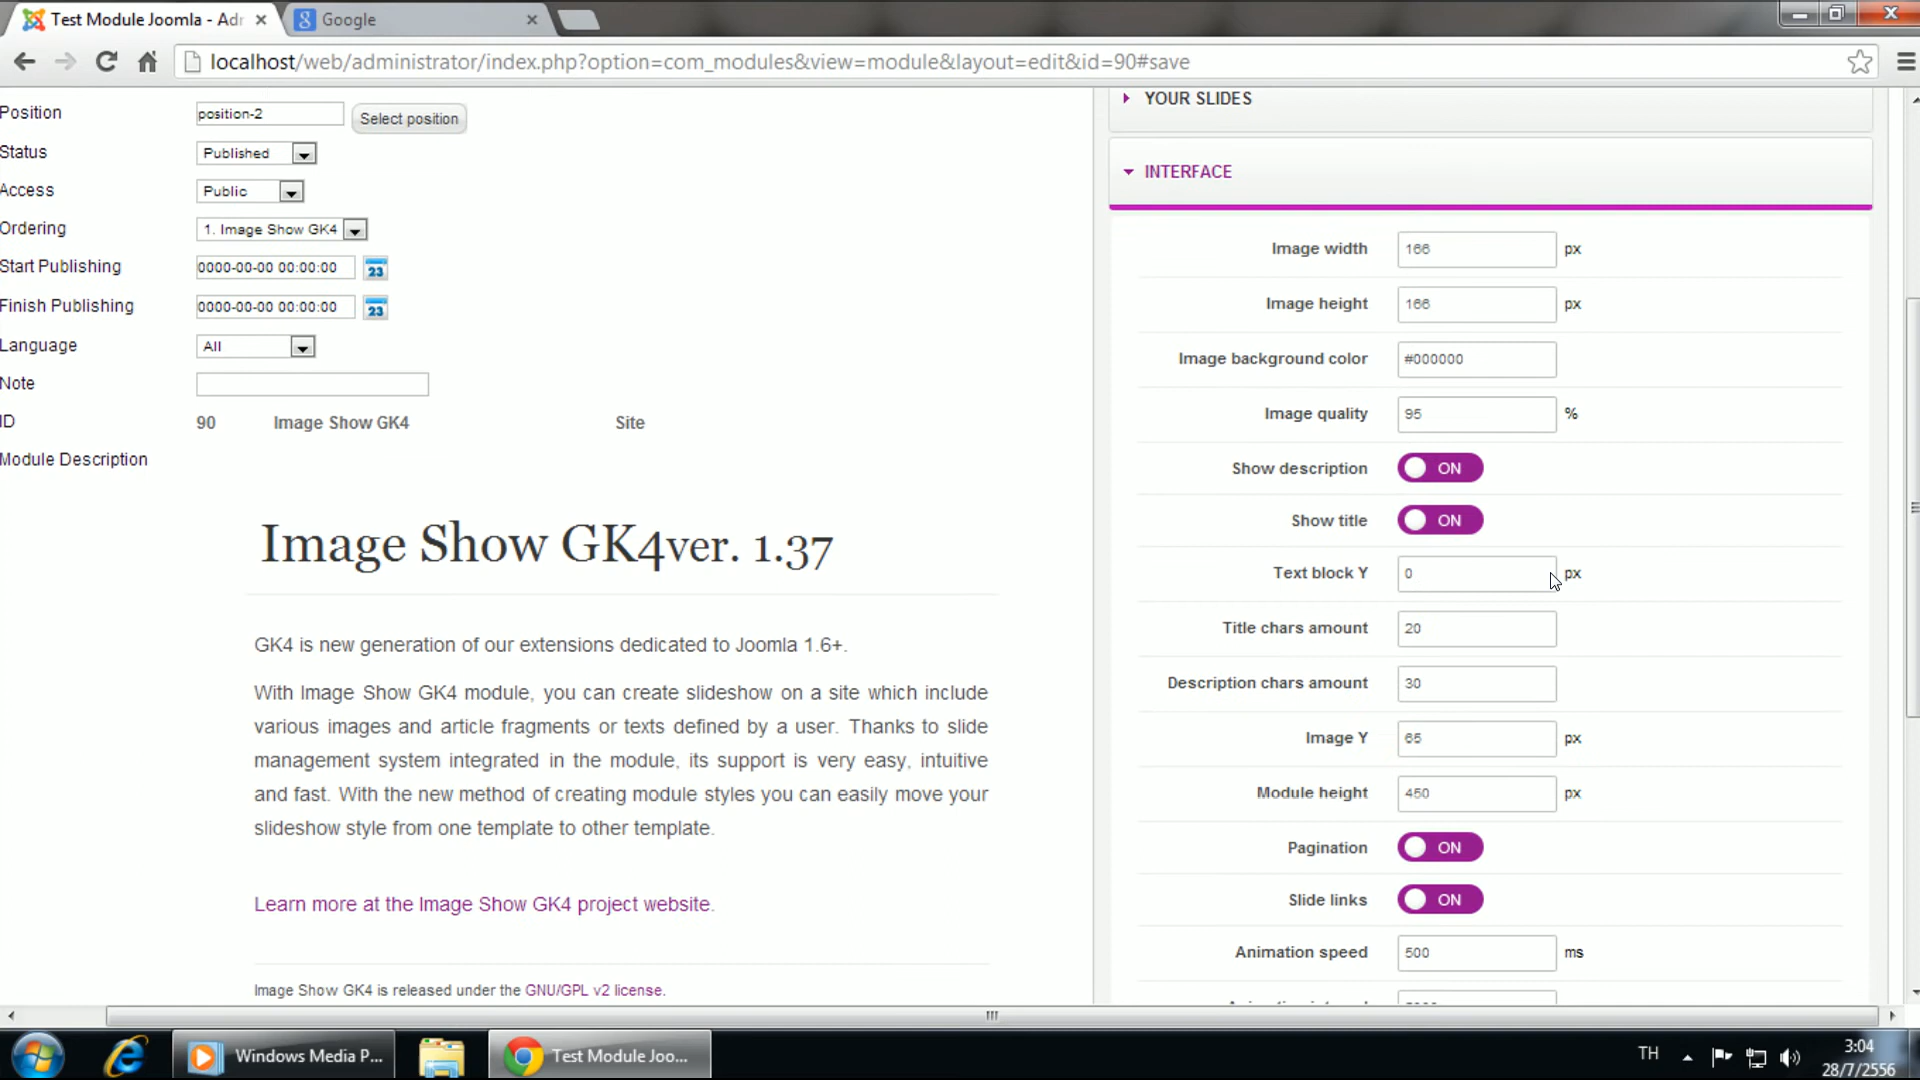 Test Module Joomla - Adr
Google
localhost/web/administrator/index.php?option=com_modules&view=module&layout=edit&id=90#save
Position
position-2
Select position
Status
Published
Access
Public
Ordering
1. Image Show GK4
Start Publishing
0000-00-00 00:00:00
23
Finish Publishing
0000-00-00 00:00:00
23
Language
All
Note
ID
90
Image Show GK4
Site
Module Description
Image Show GK4ver. 1.37
GK4 is new generation of our extensions dedicated to Joomla 1.6+.
With Image Show GK4 module, you can create slideshow on a site which include
various images and article fragments or texts defined by a user. Thanks to slide
management system integrated in the module, its support is very easy, intuitive
and fast. With the new method of creating module styles you can easily move your
slideshow style from one template to other template.
Learn more at the Image Show GK4 project website.
Image Show GK4 is released under the GNU/GPL v2 license.
YOUR SLIDES
INTERFACE
Image width
166
px
Image height
166
px
Image background color
#000000
Image quality
95
%
Show description
ON
Show title
ON
Text block Y
0
px
Title chars amount
20
Description chars amount
30
Image Y
65
px
Module height
450
px
Pagination
ON
Slide links
ON
Animation speed
500
ms
Windows Media P...
Test Module Joo...
TH
3:04
28/7/2556